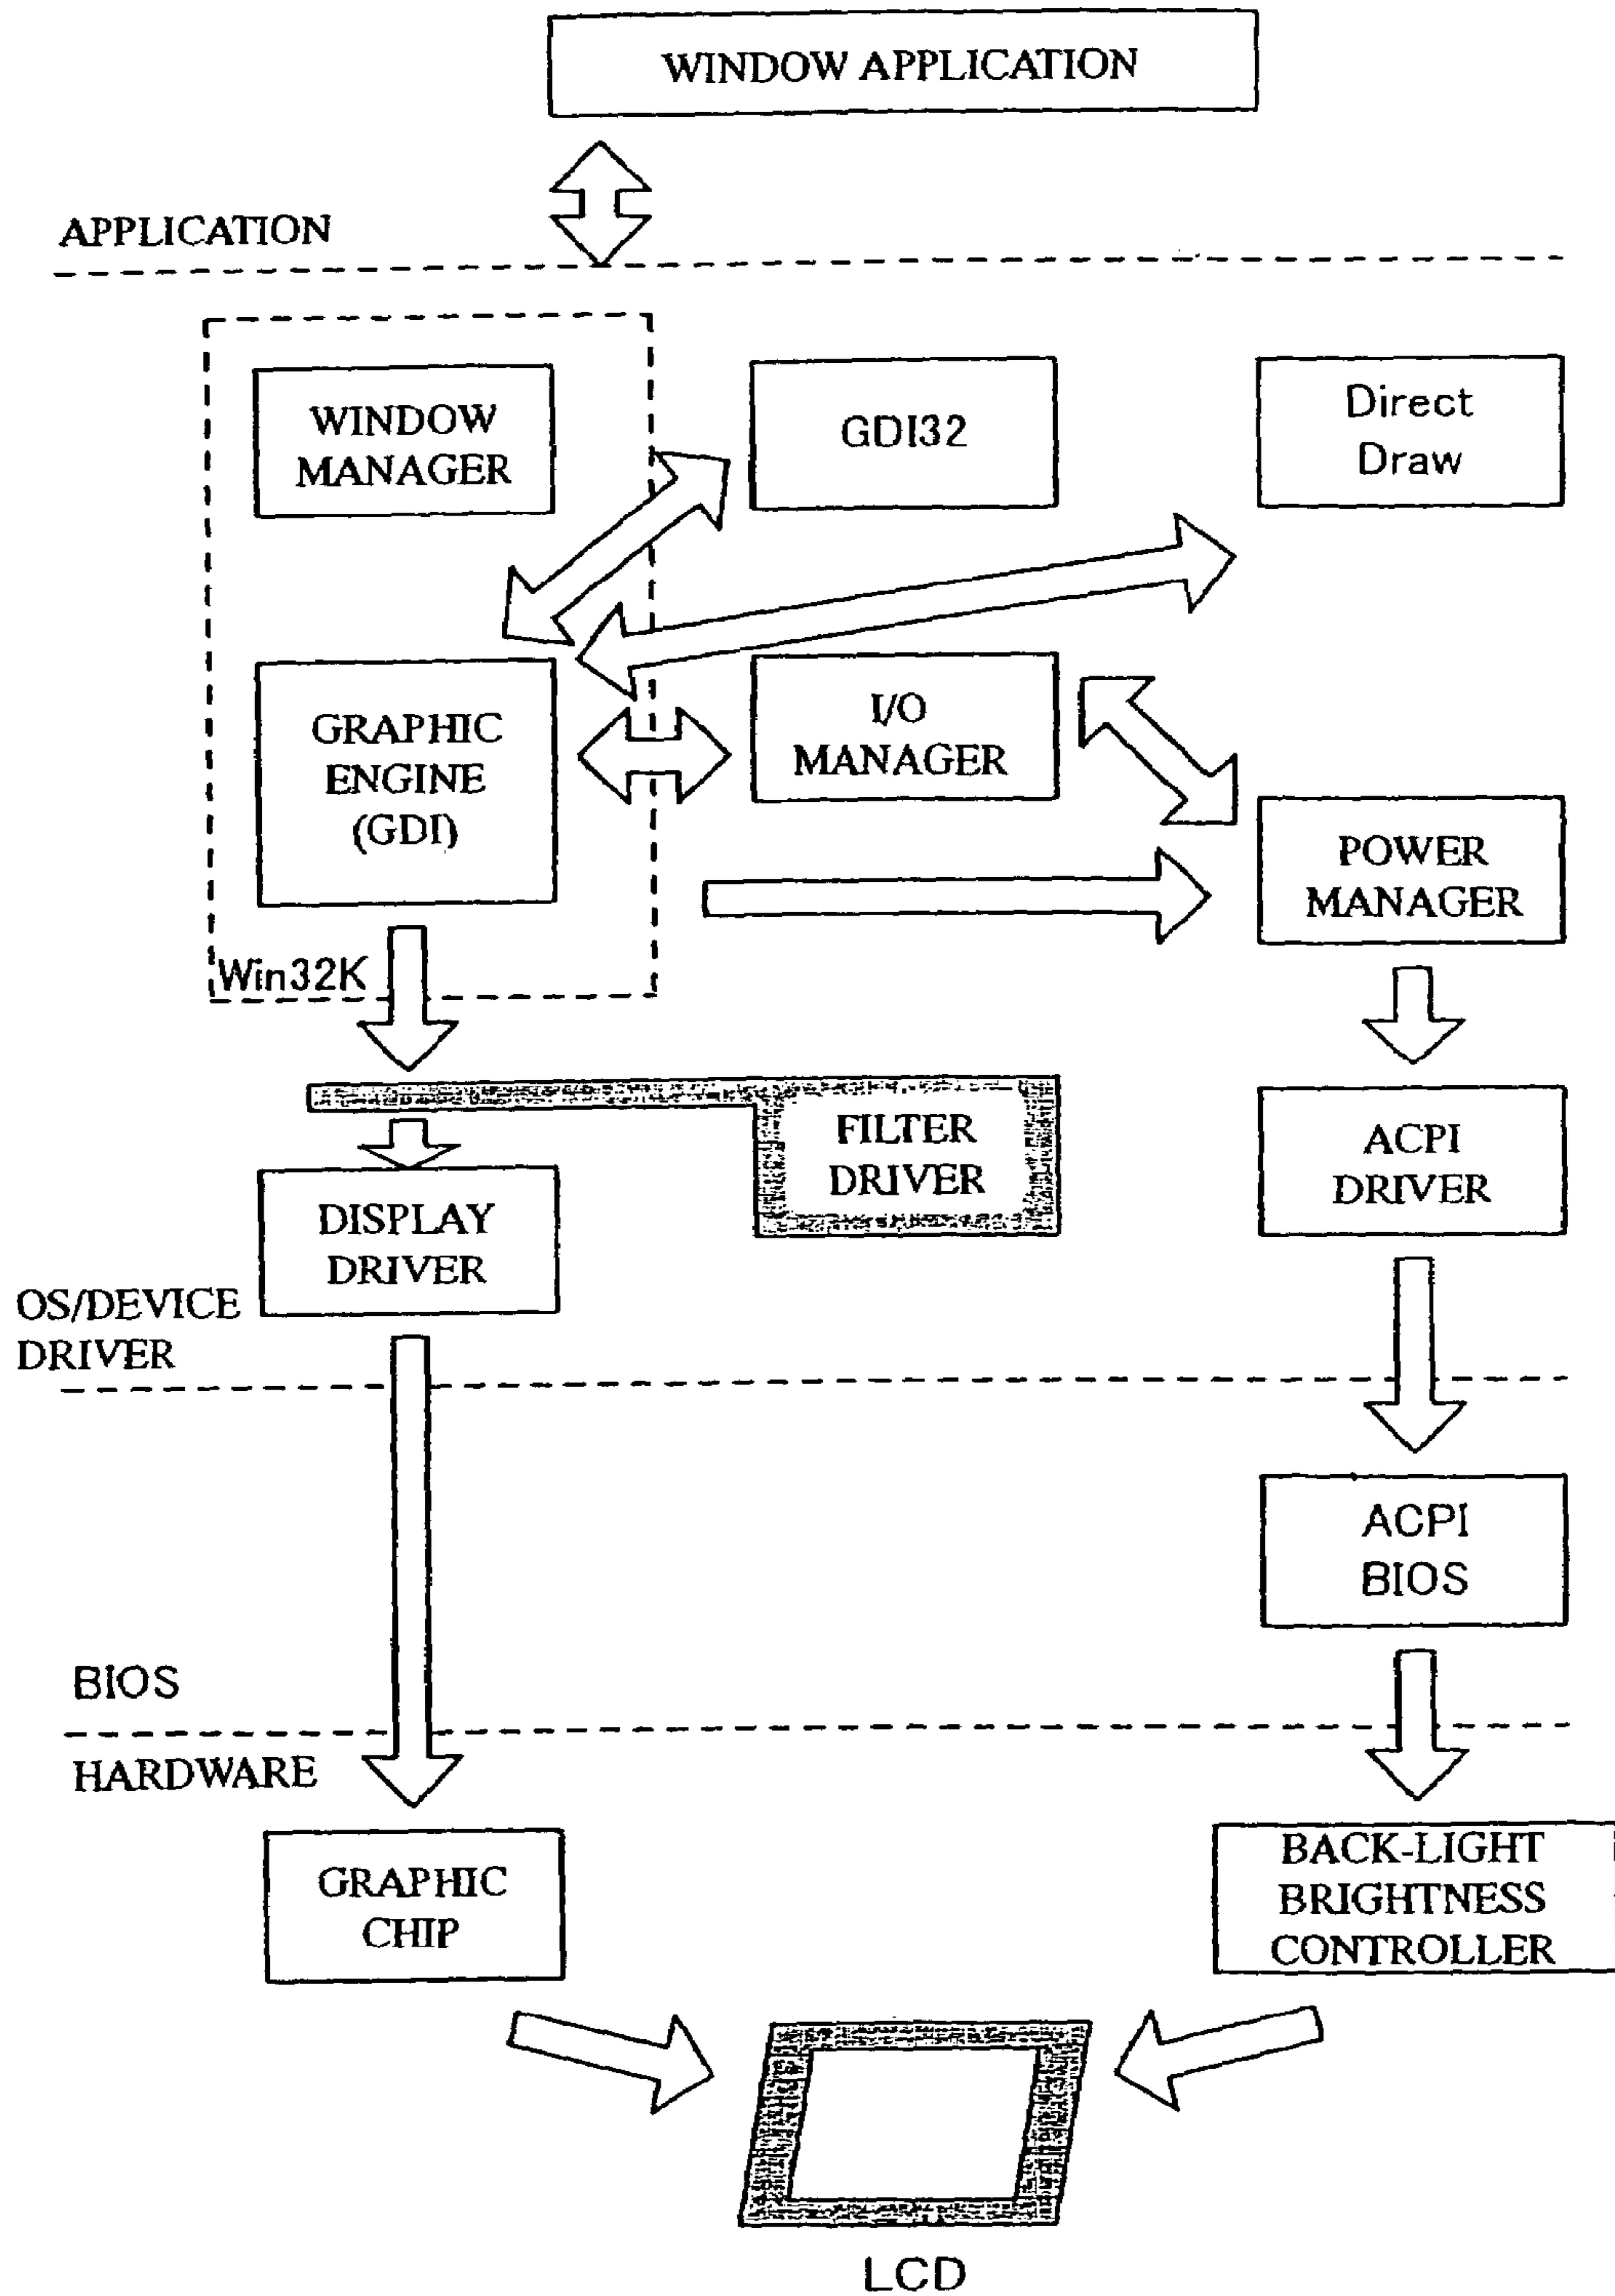 WINDOW APPLICATION
APPLICATION
WINDOW
MANAGER
GDI32
Direct
Draw
GRAPHIC
ENGINE
(GDI)
I/O
MANAGER
POWER
MANAGER
Win32K
FILTER
DRIVER
ACPI
DRIVER
DISPLAY
DRIVER
OS/DEVICE
DRIVER
ACPI
BIOS
BIOS
HARDWARE
GRAPHIC
CHIP
BACK-LIGHT
BRIGHTNESS
CONTROLLER
LCD